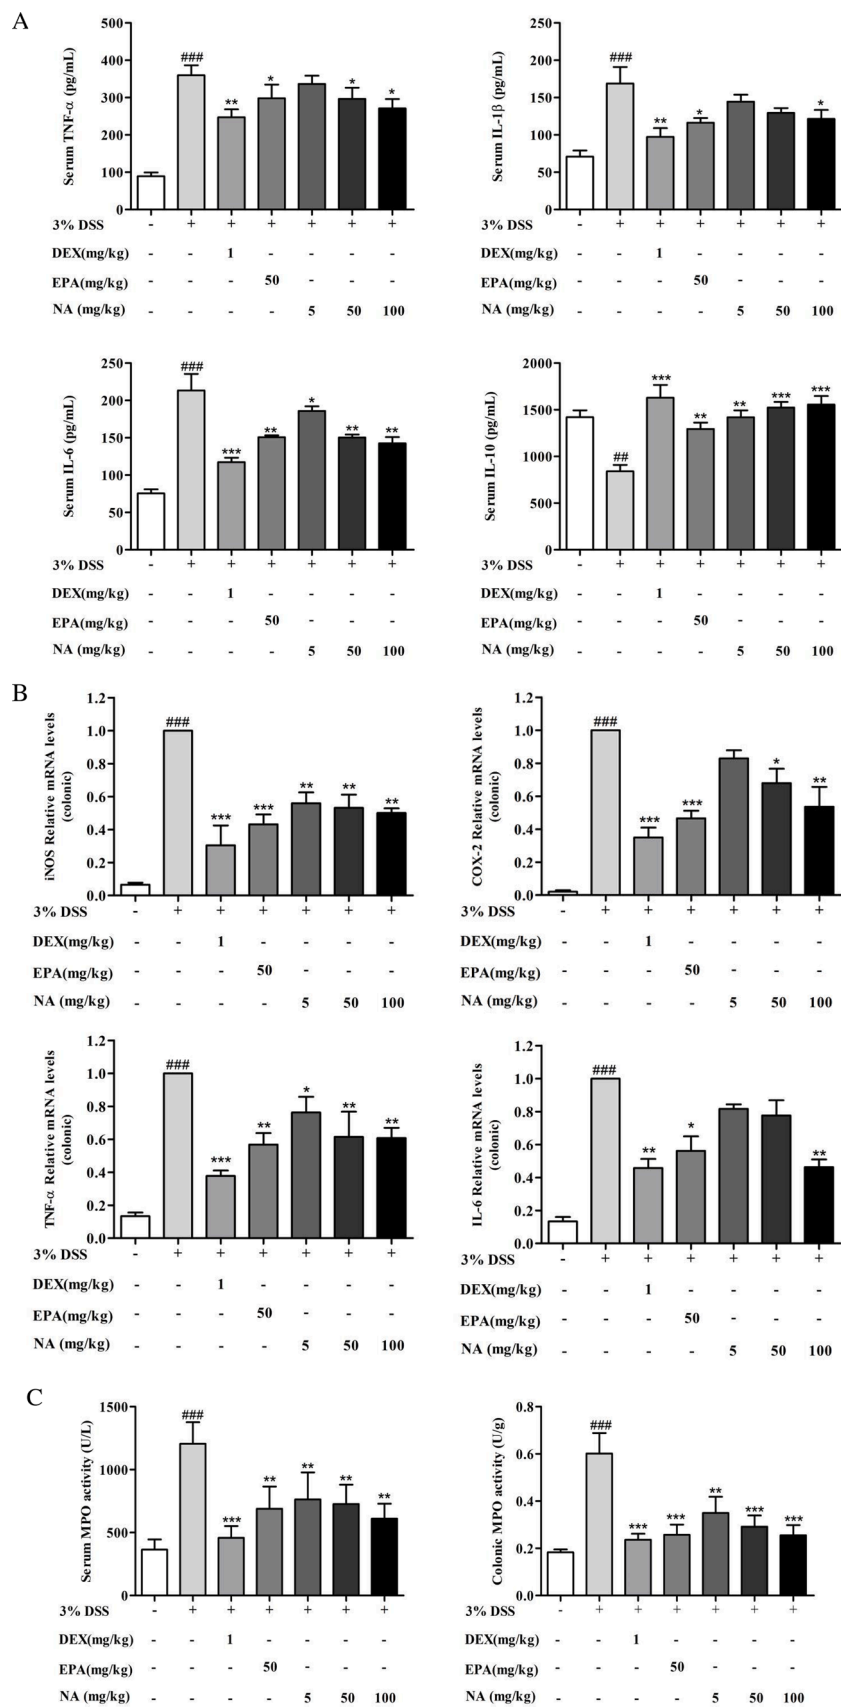 A
500
400
300
200
100
0
Serum TNF-α (pg/mL)
###
**
*
*
*
3% DSS - + + + + + +
DEX(mg/kg) - - 1 - - - -
EPA(mg/kg) - - - 50 - - -
NA (mg/kg) - - - - 5 50 100
250
200
150
100
50
0
Serum IL-1β (pg/mL)
###
**
*
*
3% DSS - + + + + + +
DEX(mg/kg) - - 1 - - - -
EPA(mg/kg) - - - 50 - - -
NA (mg/kg) - - - - 5 50 100
250
200
150
100
50
0
Serum IL-6 (pg/mL)
###
***
**
*
**
**
3% DSS - + + + + + +
DEX(mg/kg) - - 1 - - - -
EPA(mg/kg) - - - 50 - - -
NA (mg/kg) - - - - 5 50 100
2000
1500
1000
500
0
Serum IL-10 (pg/mL)
##
***
**
**
***
***
3% DSS - + + + + + +
DEX(mg/kg) - - 1 - - - -
EPA(mg/kg) - - - 50 - - -
NA (mg/kg) - - - - 5 50 100
B
1.2
1.0
0.8
0.6
0.4
0.2
0.0
iNOS Relative mRNA levels
(colonic)
###
***
***
**
**
**
3% DSS - + + + + + +
DEX(mg/kg) - - 1 - - - -
EPA(mg/kg) - - - 50 - - -
NA (mg/kg) - - - - 5 50 100
1.2
1.0
0.8
0.6
0.4
0.2
0.0
COX-2 Relative mRNA levels
(colonic)
###
***
***
*
**
3% DSS - + + + + + +
DEX(mg/kg) - - 1 - - - -
EPA(mg/kg) - - - 50 - - -
NA (mg/kg) - - - - 5 50 100
1.2
1.0
0.8
0.6
0.4
0.2
0.0
TNF-α Relative mRNA levels
(colonic)
###
***
**
*
**
**
3% DSS - + + + + + +
DEX(mg/kg) - - 1 - - - -
EPA(mg/kg) - - - 50 - - -
NA (mg/kg) - - - - 5 50 100
1.2
1.0
0.8
0.6
0.4
0.2
0.0
IL-6 Relative mRNA levels
(colonic)
###
**
*
**
3% DSS - + + + + + +
DEX(mg/kg) - - 1 - - - -
EPA(mg/kg) - - - 50 - - -
NA (mg/kg) - - - - 5 50 100
C
1500
1000
500
0
Serum MPO activity (U/L)
###
***
**
**
**
**
3% DSS - + + + + + +
DEX(mg/kg) - - 1 - - - -
EPA(mg/kg) - - - 50 - - -
NA (mg/kg) - - - - 5 50 100
0.8
0.6
0.4
0.2
0.0
Colonic MPO activity (U/g)
###
***
***
**
***
***
3% DSS - + + + + + +
DEX(mg/kg) - - 1 - - - -
EPA(mg/kg) - - - 50 - - -
NA (mg/kg) - - - - 5 50 100